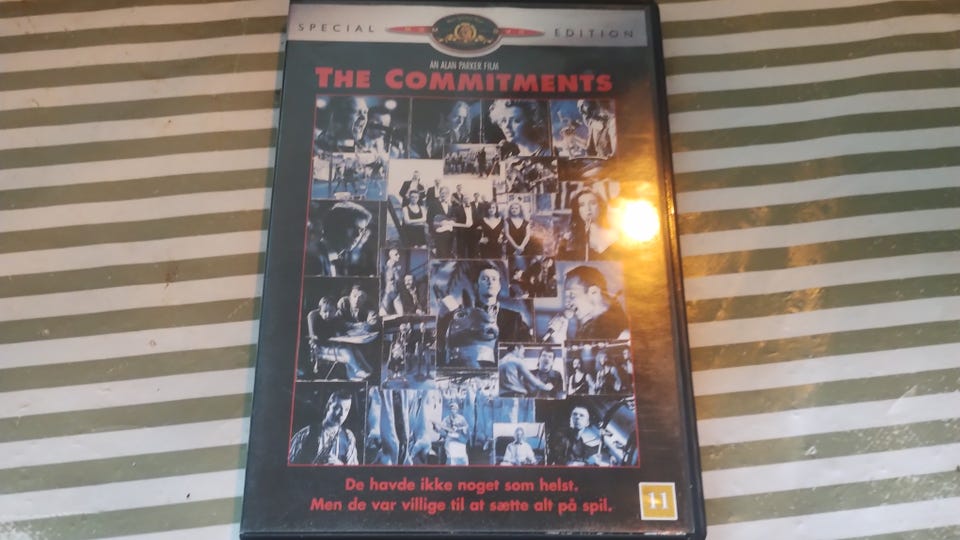 SPECIAL EDITION
AN ALAN PARKER FILM
THE COMMITMENTS
De havde ikke noget som helst.
Men de var villige til at sætte alt på spil.
11